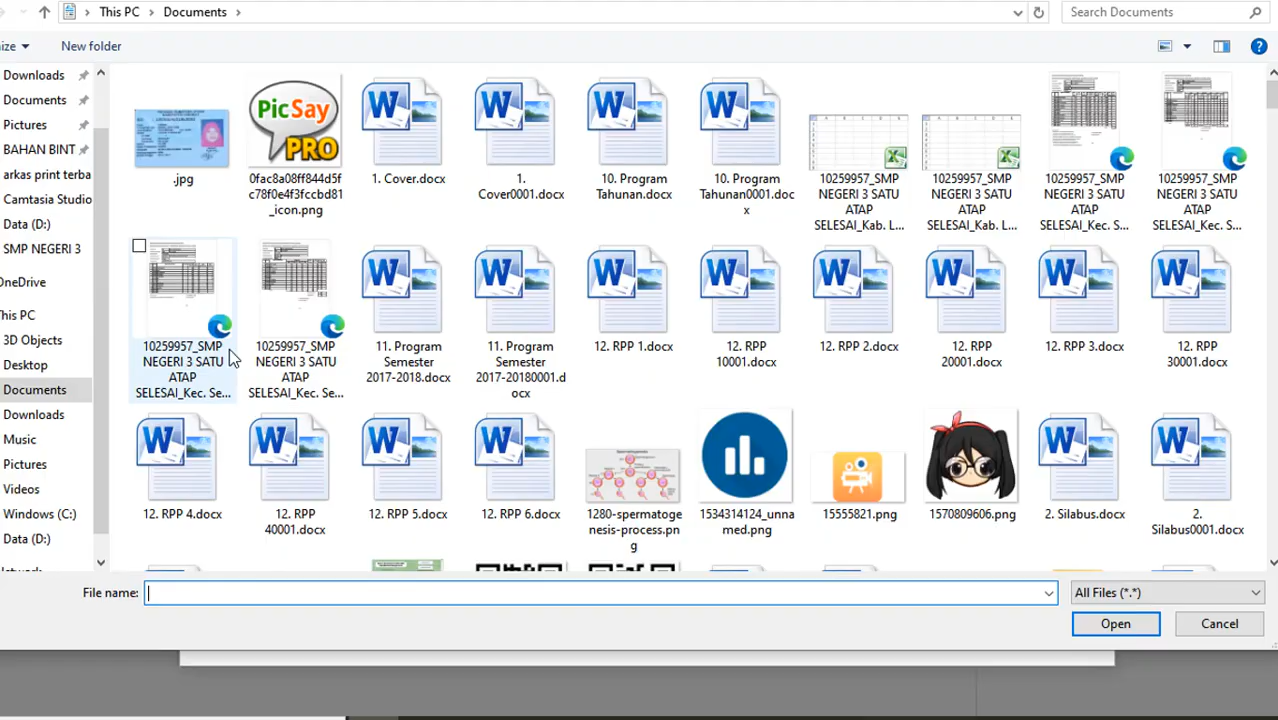 This PC > Documents >
Search Documents
ize
New folder
Downloads
Documents
Pictures
BAHAN BINT
arkas print terba
Camtasia Studio
Data (D:)
SMP NEGERI 3
OneDrive
This PC
3D Objects
Desktop
Documents
Downloads
Music
Pictures
Videos
Windows (C:)
Data (D:)
.jpg
PicSay
PRO
0fac8a08ff844d5f
c78f0e4f3fccbd81
_icon.png
1. Cover.docx
1.
Cover0001.docx
10. Program
Tahunan.docx
10. Program
Tahunan0001.doc
x
10259957_SMP
NEGERI 3 SATU
ATAP
SELESAI_Kab. L...
10259957_SMP
NEGERI 3 SATU
ATAP
SELESAI_Kab. L...
10259957_SMP
NEGERI 3 SATU
ATAP
SELESAI_Kec. S...
10259957_SMP
NEGERI 3 SATU
ATAP
SELESAI_Kec. S...
10259957_SMP
NEGERI 3 SATU
ATAP
SELESAI_Kec. Se...
10259957_SMP
NEGERI 3 SATU
ATAP
SELESAI_Kec. Se...
11. Program
Semester
2017-2018.docx
11. Program
Semester
2017-20180001.d
ocx
12. RPP 1.docx
12. RPP
10001.docx
12. RPP 2.docx
12. RPP
20001.docx
12. RPP 3.docx
12. RPP
30001.docx
12. RPP 4.docx
12. RPP
40001.docx
12. RPP 5.docx
12. RPP 6.docx
1280-spermatoge
nesis-process.pn
g
1534314124_unna
med.png
15555821.png
1570809606.png
2. Silabus.docx
2.
Silabus0001.docx
File name:
All Files (*.*)
Open
Cancel